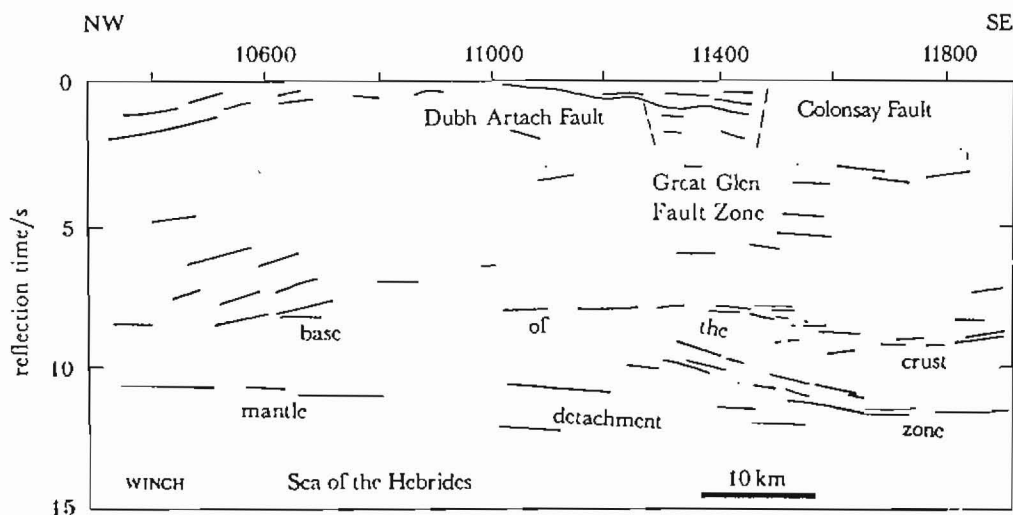 NW SE
10600 11000 11400 11800
0
Dubh Artach Fault Colonsay Fault
Great Glen
Fault Zone
5
reflection time/s
base of the
crust
10
mantle detachment
zone
WINCH Sea of the Hebrides 10 km
15